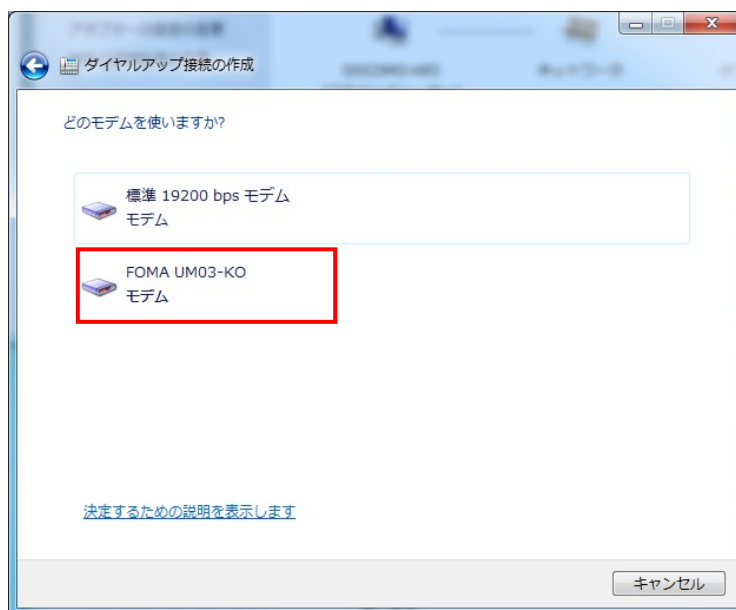 ダイヤルアップ接続の作成
どのモデムを使いますか?
標準 19200 bps モデム
モデム
FOMA UM03-KO
モデム
決定するための説明を表示します
キャンセル